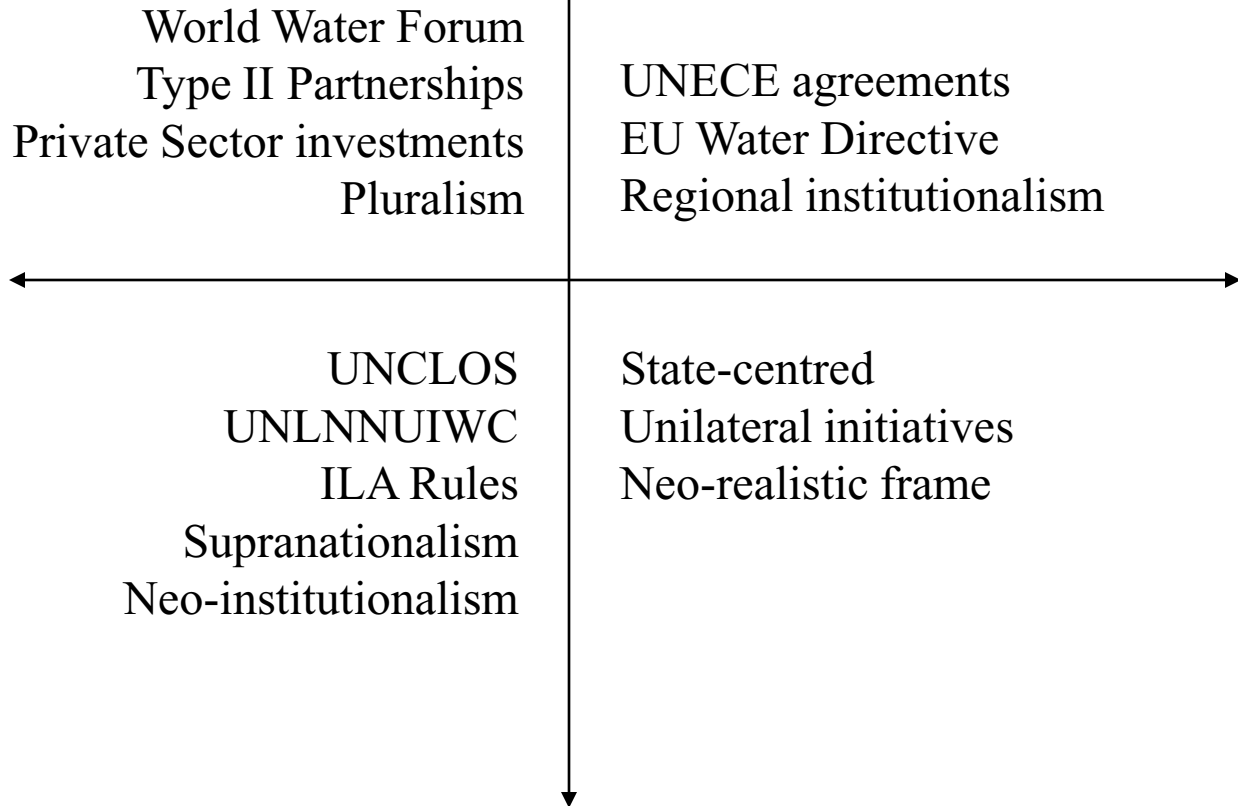 World Water Forum
Type II Partnerships
Private Sector investments
Pluralism
UNECE agreements
EU Water Directive
Regional institutionalism
UNCLOS
UNLNNUIWC
ILA Rules
Supranationalism
Neo-institutionalism
State-centred
Unilateral initiatives
Neo-realistic frame